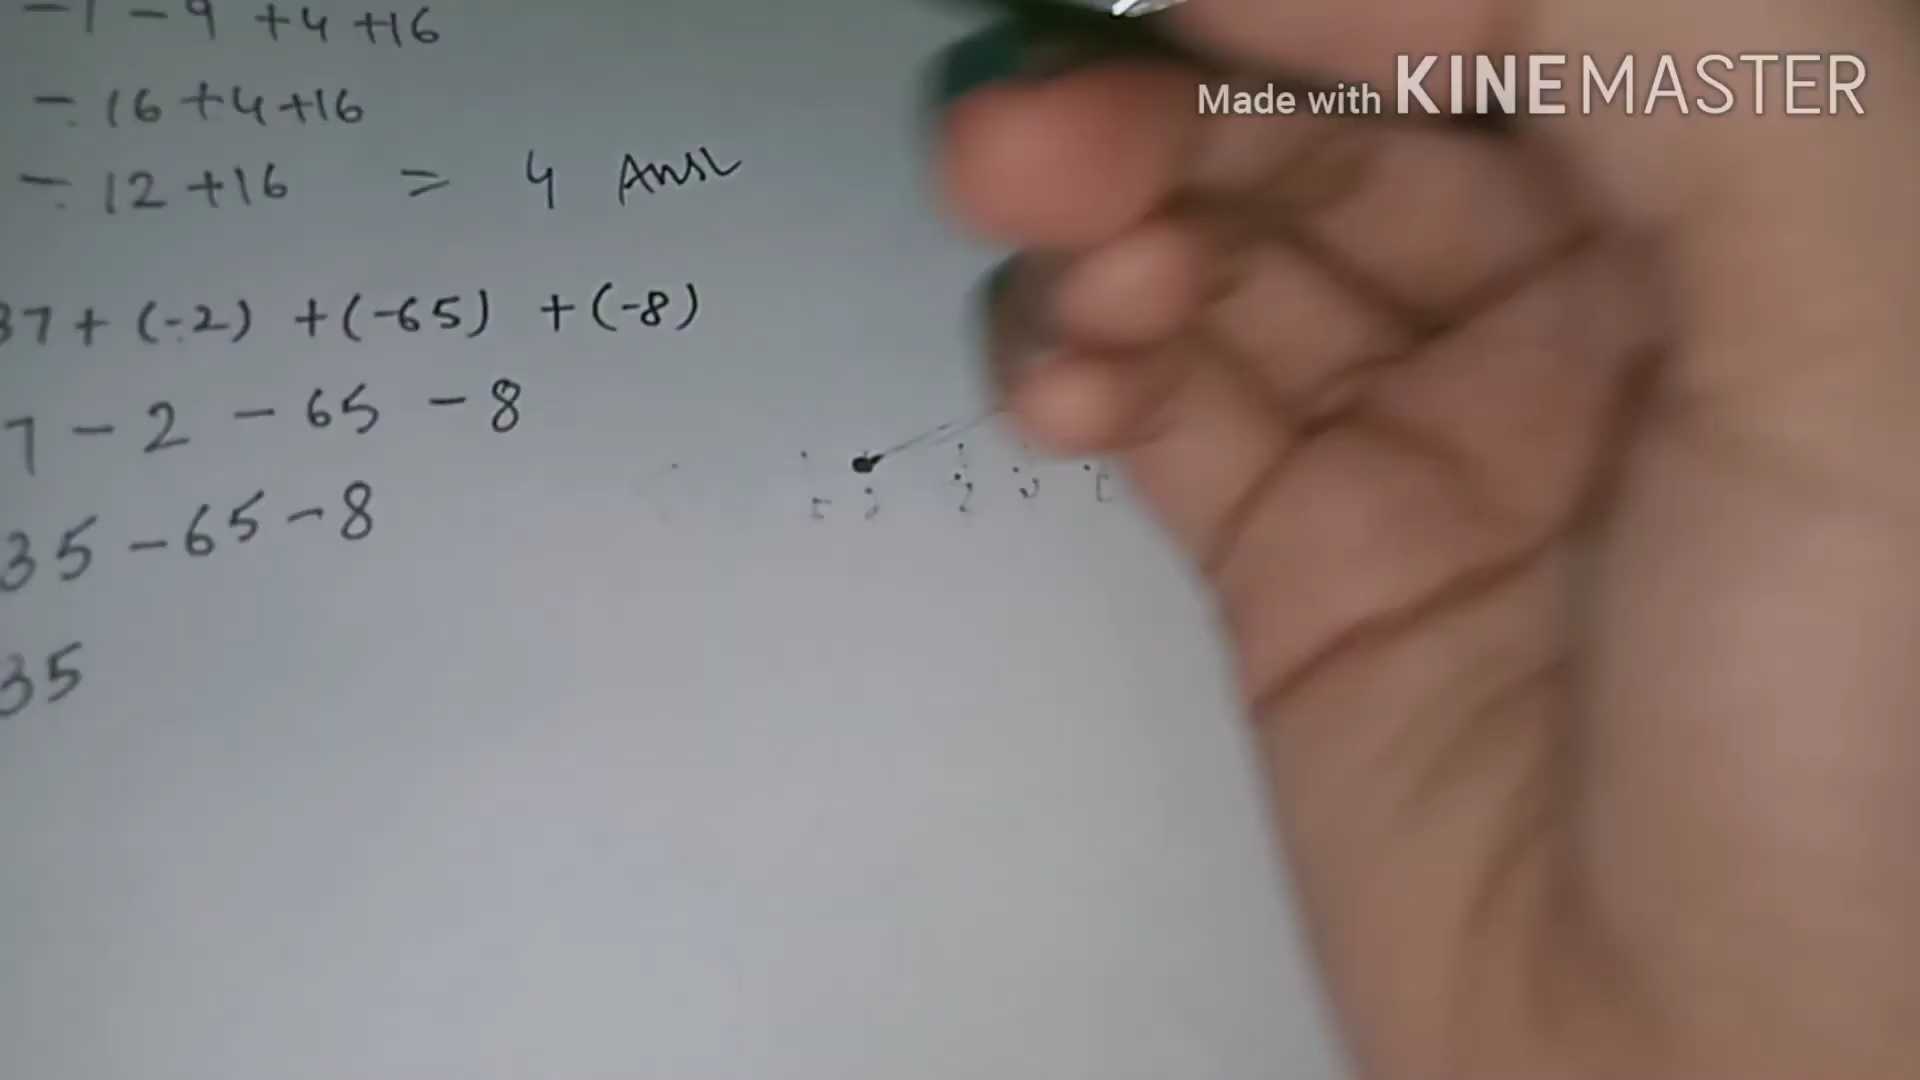 -7 - 9 +4 +16
Made with KINEMASTER
- 16 +4 +16
- 12 +16 = 4 Ans
37 + (-2) + (-65) + (-8)
7 - 2 - 65 - 8
35 - 65 - 8
35